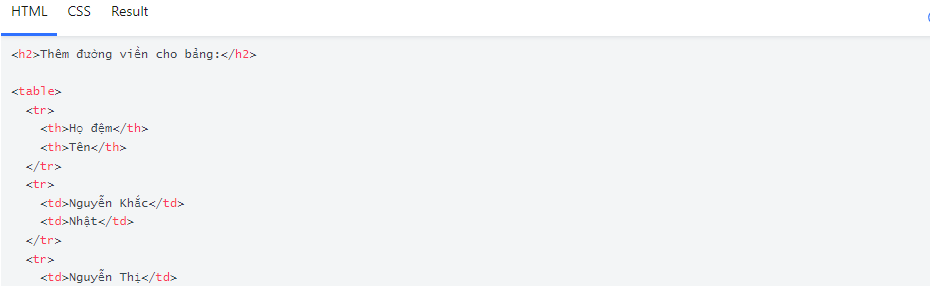 HTML CSS Result
<h2>Thêm đường viền cho bảng:</h2>
<table>
<tr>
<th>Họ đệm</th>
<th>Tên</th>
</tr>
<tr>
<td>Nguyễn Khắc</td>
<td>Nhật</td>
</tr>
<tr>
<td>Nguyễn Thị</td>